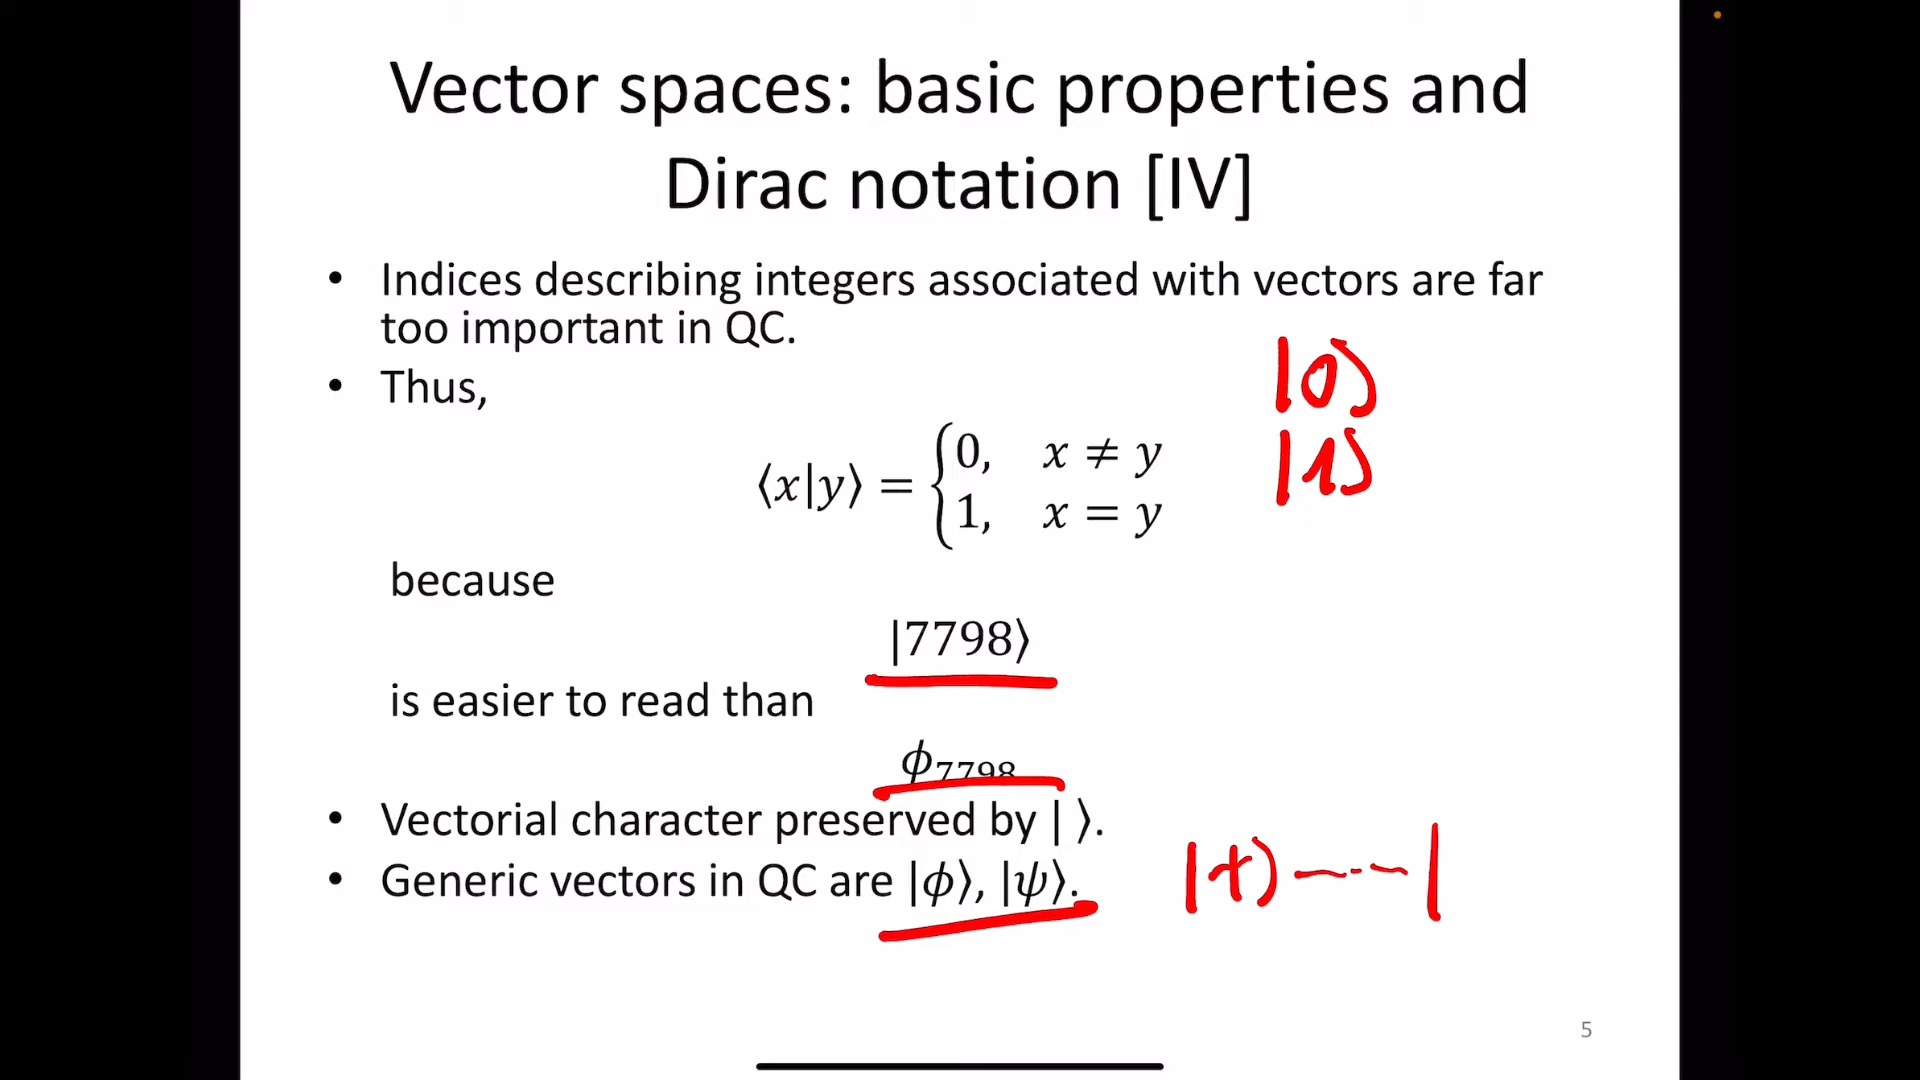 Vector spaces: basic properties and
Dirac notation [IV]
• Indices describing integers associated with vectors are far
too important in QC.
|0⟩
• Thus,
⟨x|y⟩ = { 0, x ≠ y
1, x = y
|1⟩
because
|7798⟩
is easier to read than
ϕ₇₇₉₈
• Vectorial character preserved by | ⟩.
• Generic vectors in QC are |ϕ⟩, |ψ⟩.
|+⟩ ---- |
5